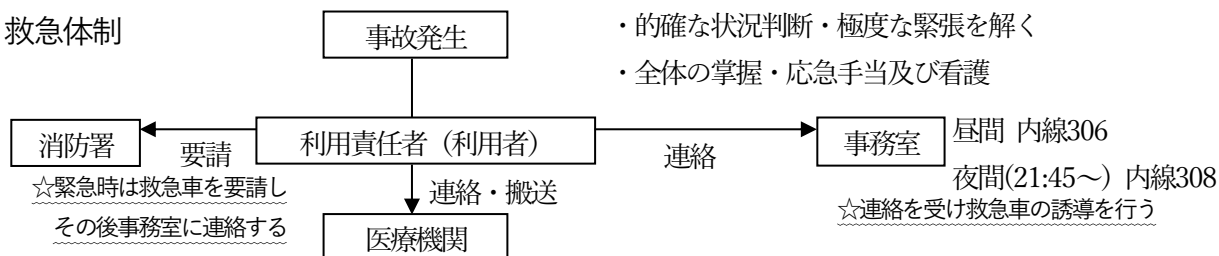 救急体制
事故発生
・的確な状況判断・極度な緊張を解く
・全体の掌握・応急手当及び看護
消防署
要請
利用責任者（利用者）
連絡
事務室
昼間 内線306
夜間(21:45～) 内線308
☆緊急時は救急車を要請し
その後事務室に連絡する
連絡・搬送
☆連絡を受け救急車の誘導を行う
医療機関